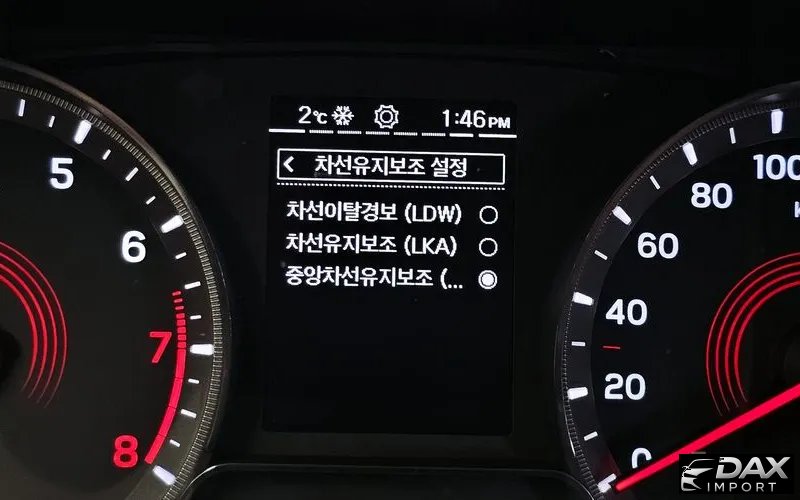 2℃ 1:46PM
차선유지보조 설정
차선이탈경보 (LDW)
차선유지보조 (LKA)
중앙차선유지보조 (...
5
6
7
8
0
20
40
60
80
100
DAX
IMPORT